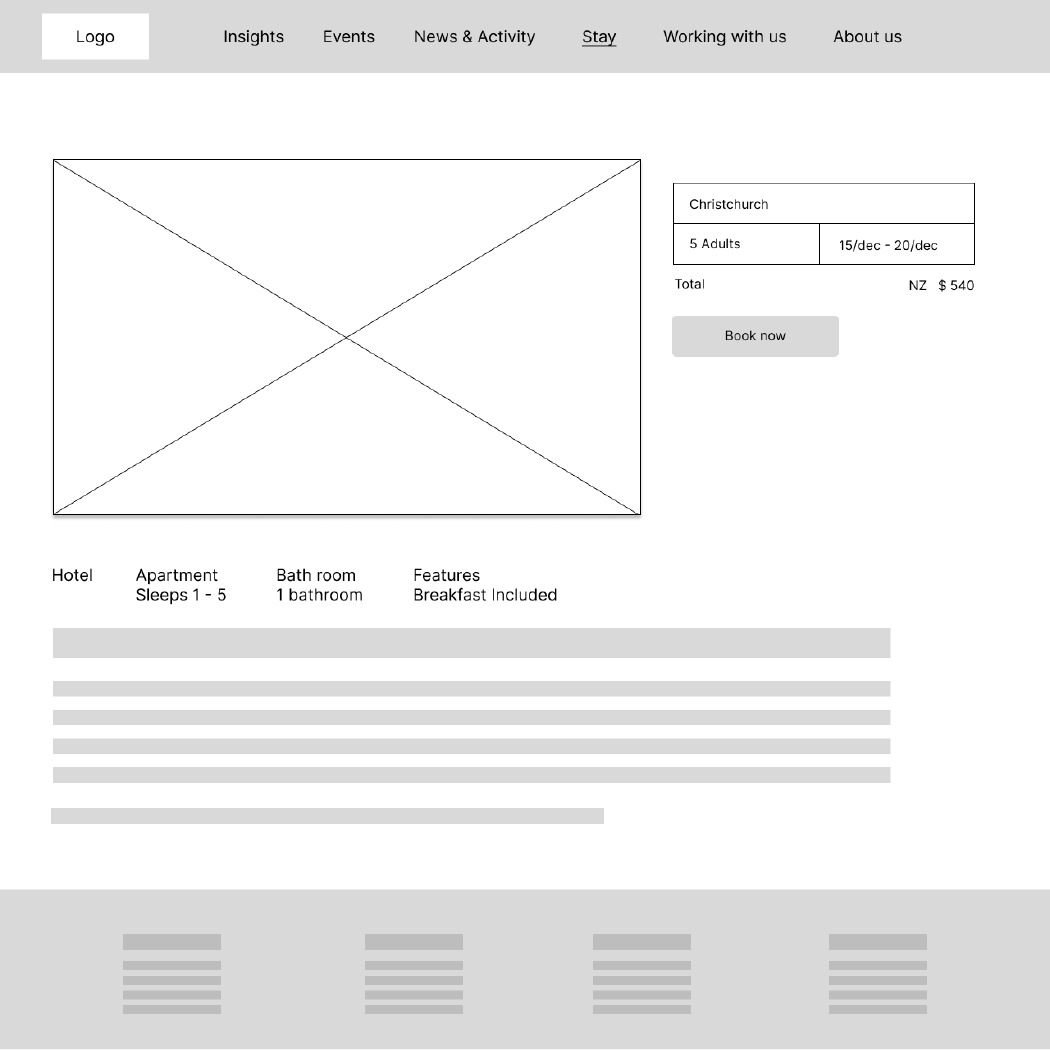 Logo
Insights
Events
News & Activity
Stay
Working with us
About us
Christchurch
5 Adults
15/dec - 20/dec
Total
NZ $ 540
Book now
Hotel
Apartment
Sleeps 1 - 5
Bath room
1 bathroom
Features
Breakfast Included